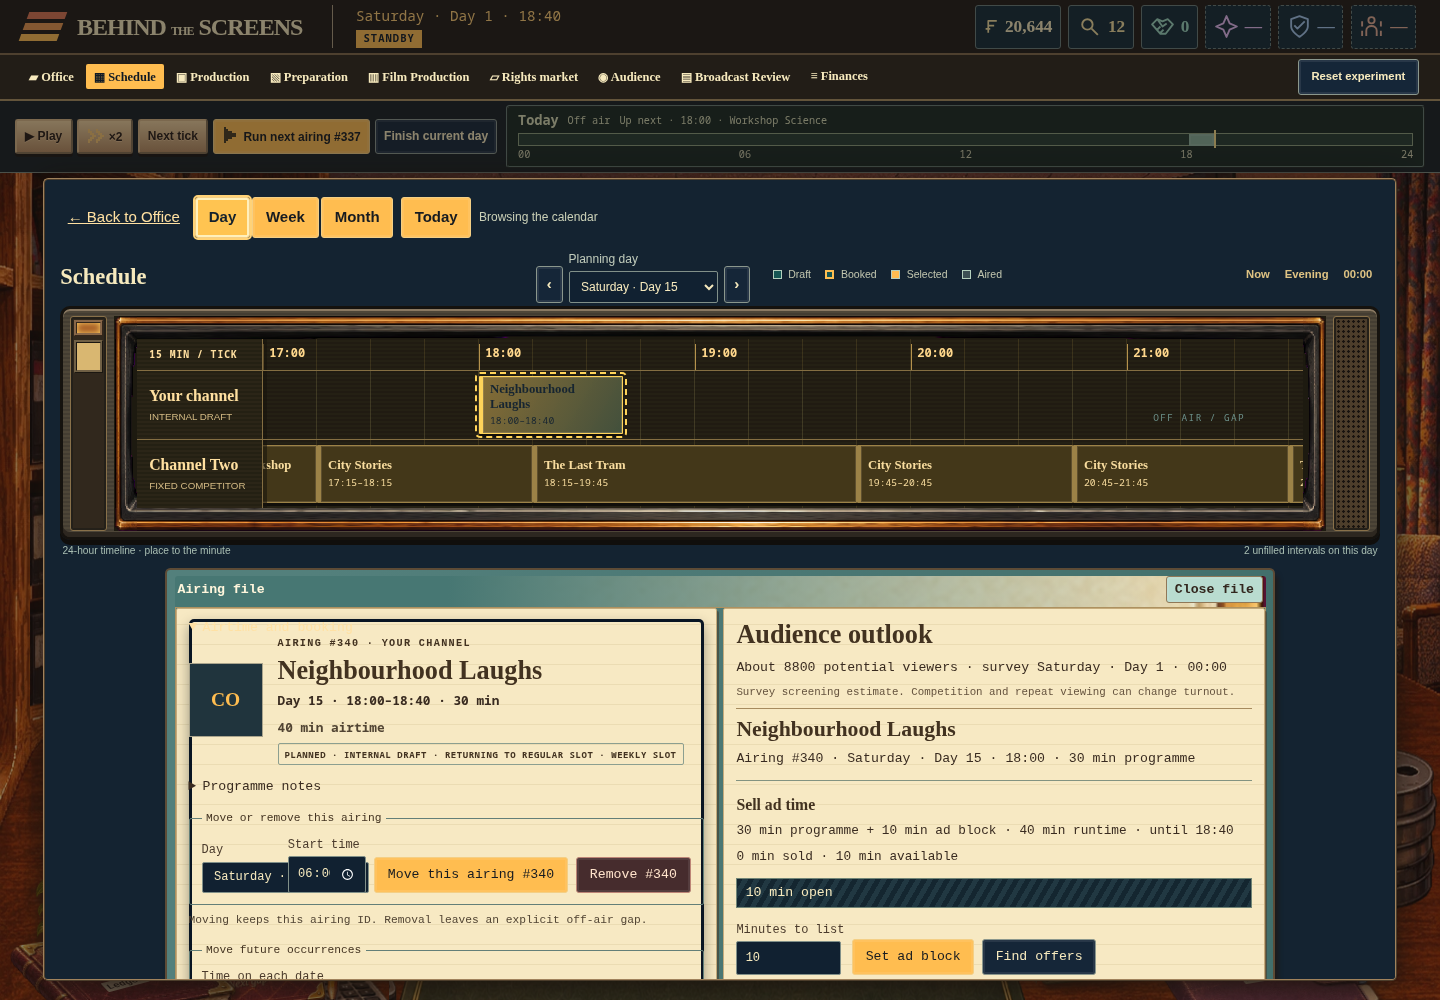 BEHIND THE SCREENS
Saturday · Day 1 · 18:40
STANDBY
20,644
12
0
—
—
—
Office
Schedule
Production
Preparation
Film Production
Rights market
Audience
Broadcast Review
Finances
Reset experiment
Play
×2
Next tick
Run next airing #337
Finish current day
Today Off air Up next · 18:00 · Workshop Science
00 06 12 18 24
← Back to Office
Day
Week
Month
Today
Browsing the calendar
Schedule
Planning day
‹
Saturday · Day 15
›
Draft
Booked
Selected
Aired
Now Evening 00:00
15 MIN / TICK
17:00
18:00
19:00
20:00
21:00
Your channel
INTERNAL DRAFT
Neighbourhood
Laughs
18:00–18:40
OFF AIR / GAP
Channel Two
FIXED COMPETITOR
shop
City Stories
17:15–18:15
The Last Tram
18:15–19:45
City Stories
19:45–20:45
City Stories
20:45–21:45
24-hour timeline · place to the minute
2 unfilled intervals on this day
Airing file
Close file
AIRING #340 · YOUR CHANNEL
CO
Neighbourhood Laughs
Day 15 · 18:00–18:40 · 30 min
40 min airtime
PLANNED · INTERNAL DRAFT · RETURNING TO REGULAR SLOT · WEEKLY SLOT
Programme notes
Move or remove this airing
Day
Saturday ·
Start time
06:0
Move this airing #340
Remove #340
Moving keeps this airing ID. Removal leaves an explicit off-air gap.
Move future occurrences
Time on each date
Audience outlook
About 8800 potential viewers · survey Saturday · Day 1 · 00:00
Survey screening estimate. Competition and repeat viewing can change turnout.
Neighbourhood Laughs
Airing #340 · Saturday · Day 15 · 18:00 · 30 min programme
Sell ad time
30 min programme + 10 min ad block · 40 min runtime · until 18:40
0 min sold · 10 min available
10 min open
Minutes to list
10
Set ad block
Find offers